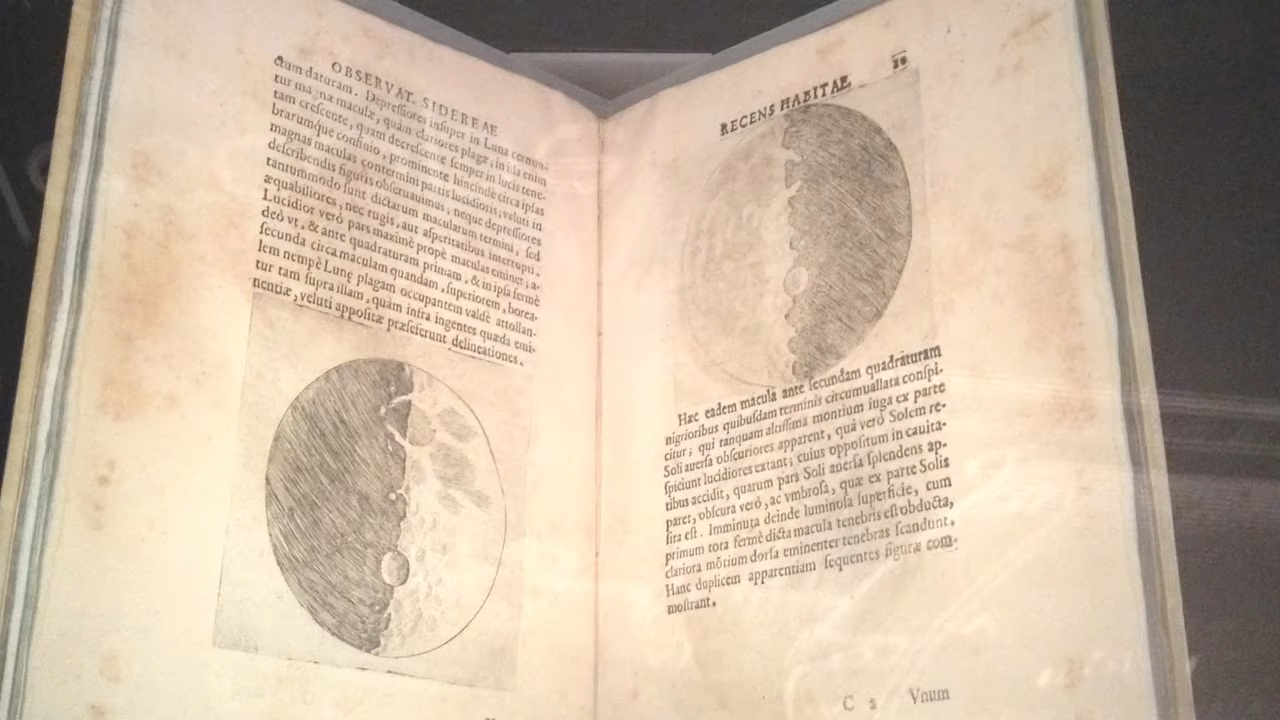 OBSERVAT. SIDEREAE
ctum daturam. Depreſſiores inſuper in Luna cernun-
tur magnæ maculæ, quàm clariores plagæ; in illa enim
tam creſcente, quam decreſcente ſemper in lucis tene-
brarumque confinio, prominente hincindè circa ipſas
magnas maculas contermini partis lucidioris; veluti in
deſcribendis figuris obſeruauimus; neque depreſſiores
tantummodo ſunt dictarum macularum termini, ſed
æquabiliores, nec rugis, aut aſperitatibus interrupti.
Lucidior verò pars maximè propè maculas eminet; a-
deò vt, & ante quadraturam primam, & in ipſa fermè
ſecunda circa maculam quandam, ſuperiorem, borea-
lem nempè Lunę plagam occupantem valdè attollan-
tur tam ſupra illam, quàm infra ingentes quæda emi-
nentiæ, veluti appoſitæ præſeferunt delineationes.
RECENS HABITAE.
Hæc eadem macula ante ſecundam quadraturam
nigrioribus quibuſdam terminis circumuallata conſpi-
citur; qui tanquam altiſſima montium iuga ex parte
Soli auerſa obſcuriores apparent, quà verò Solem re-
ſpiciunt lucidiores extant; cuius oppoſitum in cauita-
tibus accidit, quarum pars Soli auerſa ſplendens ap-
paret, obſcura verò, ac vmbroſa, quæ ex parte Solis
ſita eſt. Imminuta deinde luminoſa ſuperficie, cum
primum tota fermè dicta macula tenebris eſt obducta,
clariora mõtium dorſa eminenter tenebras ſcandunt.
Hanc duplicem apparentiam ſequentes figuræ com-
moſtrant.
C 2 Vnum